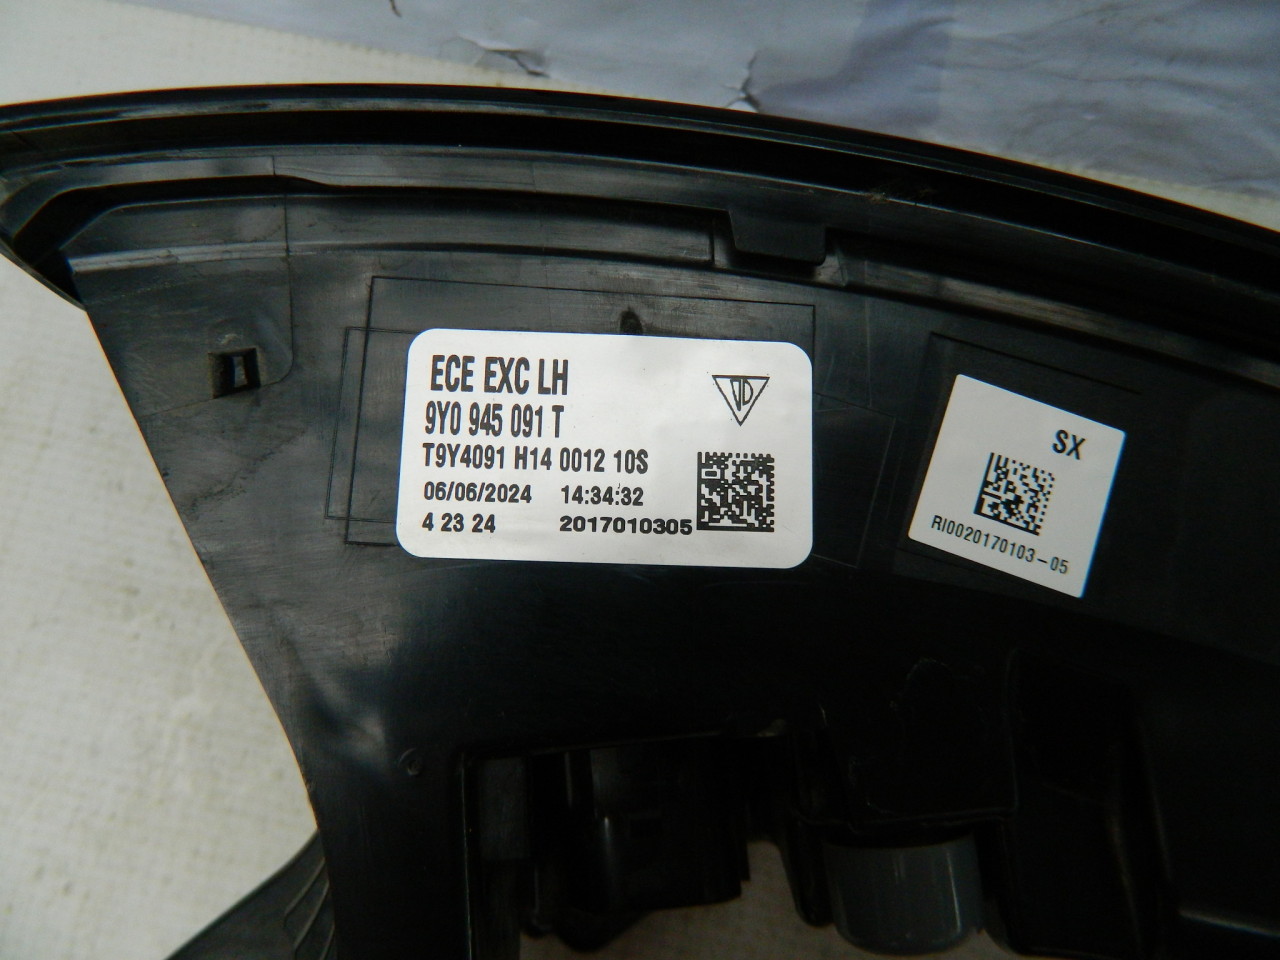 ECE EXC LH
9Y0 945 091 T
T9Y4091 H14 0012 10S
06/06/2024 14:34:32
4 23 24 2017010305
SX
RI0020170103-05